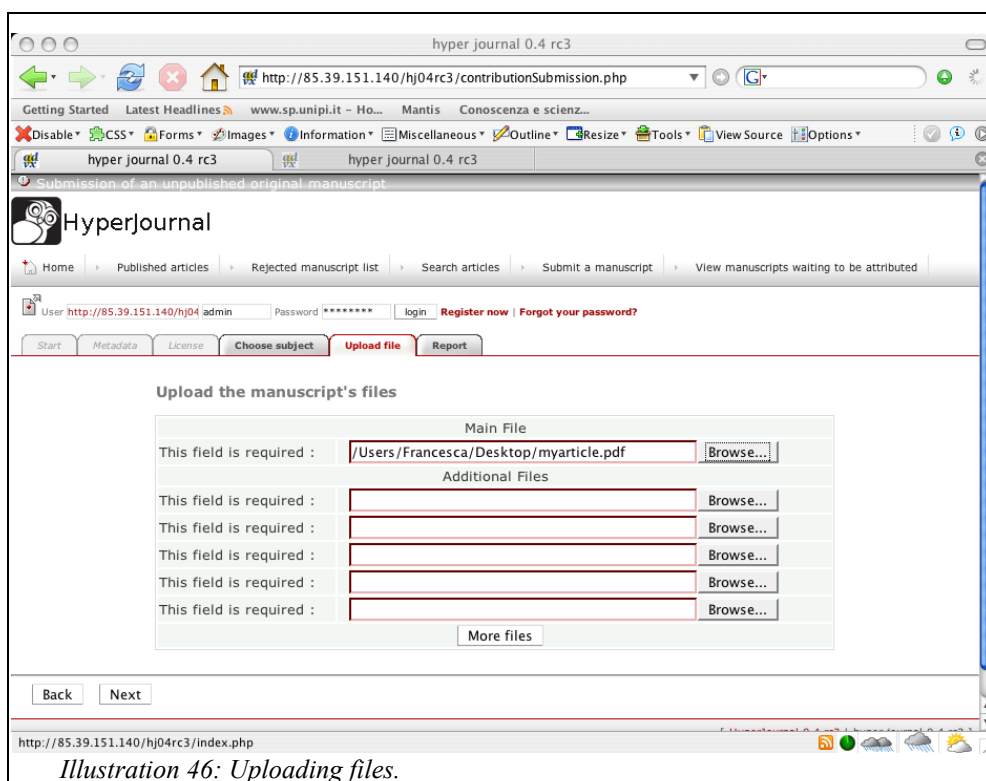 hyper journal 0.4 rc3
http://85.39.151.140/hj04rc3/contributionSubmission.php G
Getting Started Latest Headlines www.sp.unipi.it – Ho... Mantis Conoscenza e scienz...
Disable CSS Forms Images Information Miscellaneous Outline Resize Tools View Source Options
hyper journal 0.4 rc3 hyper journal 0.4 rc3
Submission of an unpublished original manuscript
HyperJournal
Home Published articles Rejected manuscript list Search articles Submit a manuscript View manuscripts waiting to be attributed
User http://85.39.151.140/hj04 admin Password ******** login Register now | Forgot your password?
Start Metadata License Choose subject Upload file Report
Upload the manuscript's files
Main File
This field is required : /Users/Francesca/Desktop/myarticle.pdf Browse...
Additional Files
This field is required : Browse...
This field is required : Browse...
This field is required : Browse...
This field is required : Browse...
This field is required : Browse...
More files
Back Next
http://85.39.151.140/hj04rc3/index.php
Illustration 46: Uploading files.